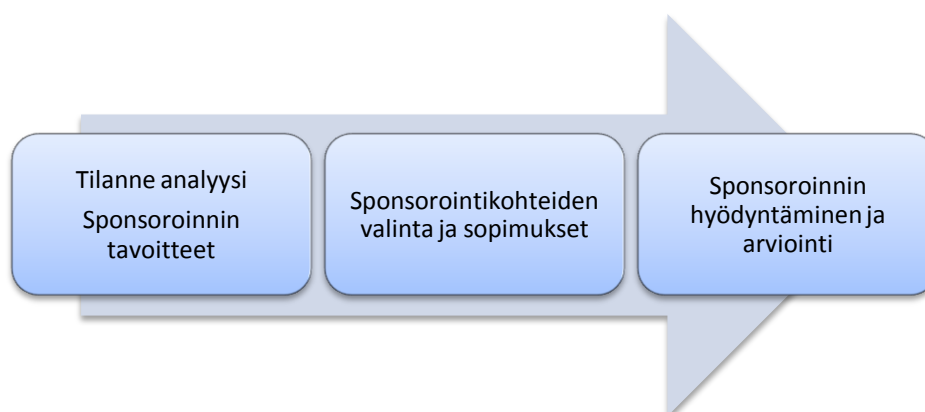 Tilanne analyysi
Sponsoroinnin
tavoitteet
Sponsorointikohteiden
valinta ja sopimukset
Sponsoroinnin
hyödyntäminen ja
arviointi